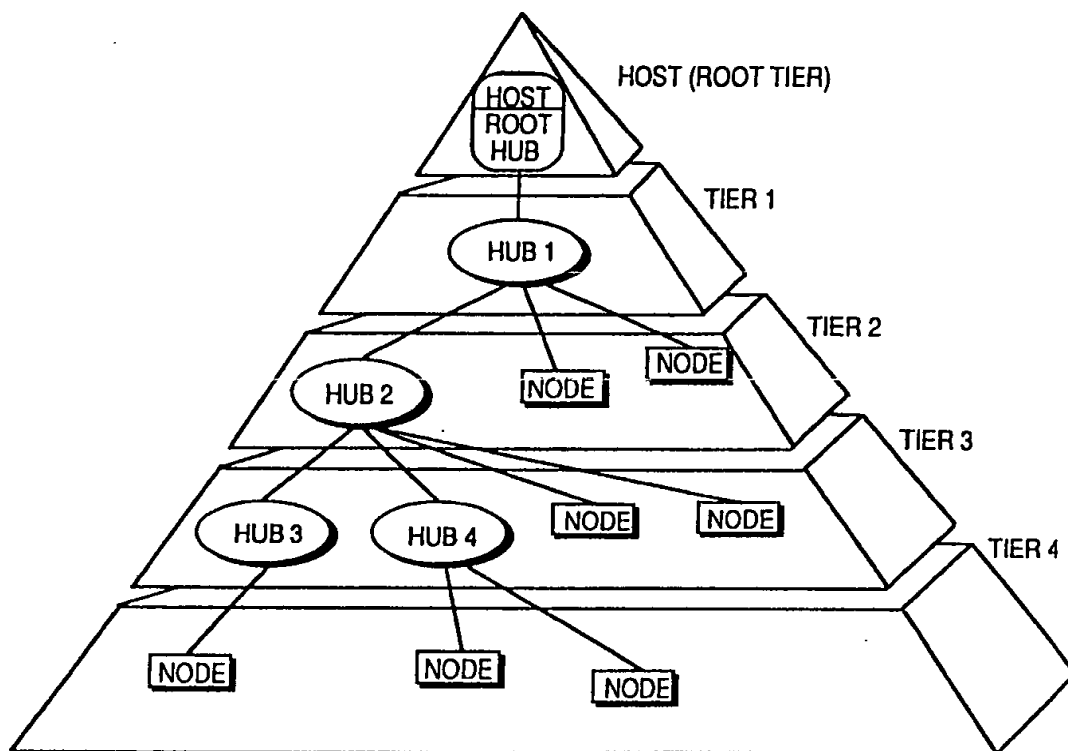 HOST (ROOT TIER)
HOST
ROOT
HUB
TIER 1
HUB 1
TIER 2
NODE
NODE
HUB 2
TIER 3
NODE
NODE
HUB 3
HUB 4
TIER 4
NODE
NODE
NODE